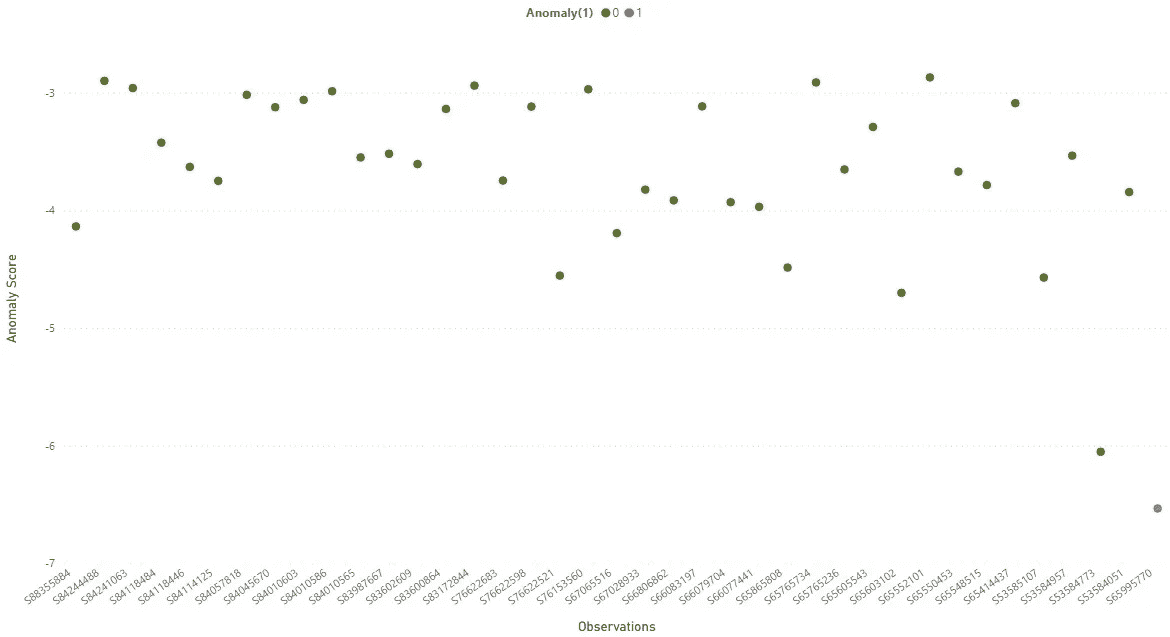 Anomaly(1) 0 1
-3
-4
-5
-6
-7
Anomaly Score
S88355884
S84244488
S84241063
S84118484
S84118446
S84114125
S84057818
S84045670
S84010603
S84010586
S84010565
S83987667
S83602609
S83600864
S83172844
S76622683
S76622598
S76622521
S76153560
S67065516
S67028933
S66806862
S66083197
S66079704
S66077441
S65865808
S65765734
S65765236
S65605543
S65603102
S65552101
S65550453
S65548515
S65414437
S53585107
S53584957
S53584773
S53584051
S65995770
Observations